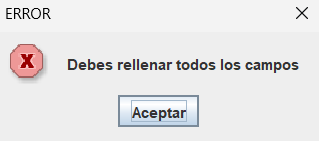 ERROR
Debes rellenar todos los campos
Aceptar